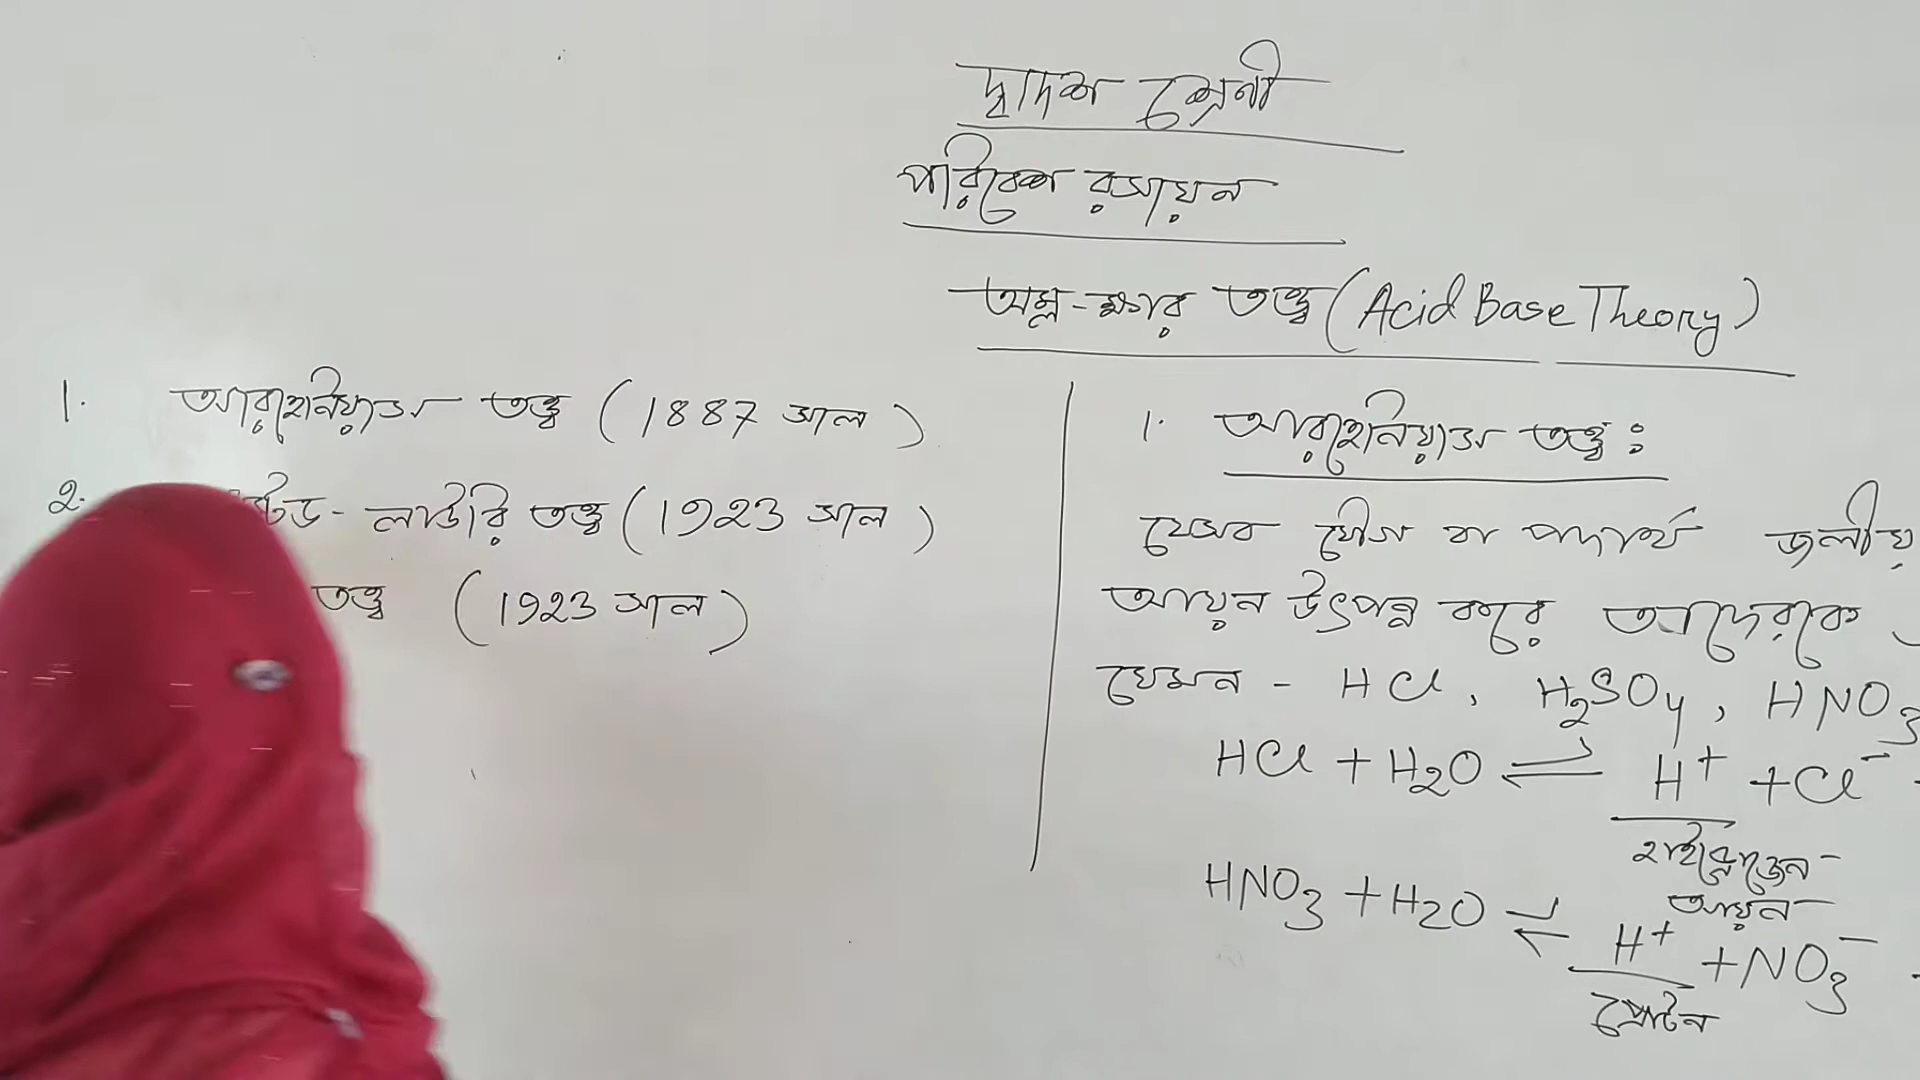 দ্বাদশ শ্রেনী
পরিবেশ রসায়ন
অম্ল-ক্ষার তত্ত্ব (Acid Base Theory)
1. আরহেনিয়াস তত্ত্ব (1887 সাল)
2. স্টেড-লাউরি তত্ত্ব (1923 সাল)
তত্ত্ব (1923 সাল)
1. আরহেনিয়াস তত্ত্ব:
যেসব যৌগ বা পদার্থ জলীয়
আয়ন উৎপন্ন করে তাদেরকে
যেমন - HCl, H₂SO₄, HNO₃
HCl + H₂O ⇌ H⁺ + Cl⁻
হাইড্রোজেন-
আয়ন
HNO₃ + H₂O ⇌ H⁺ + NO₃⁻
প্রোটন